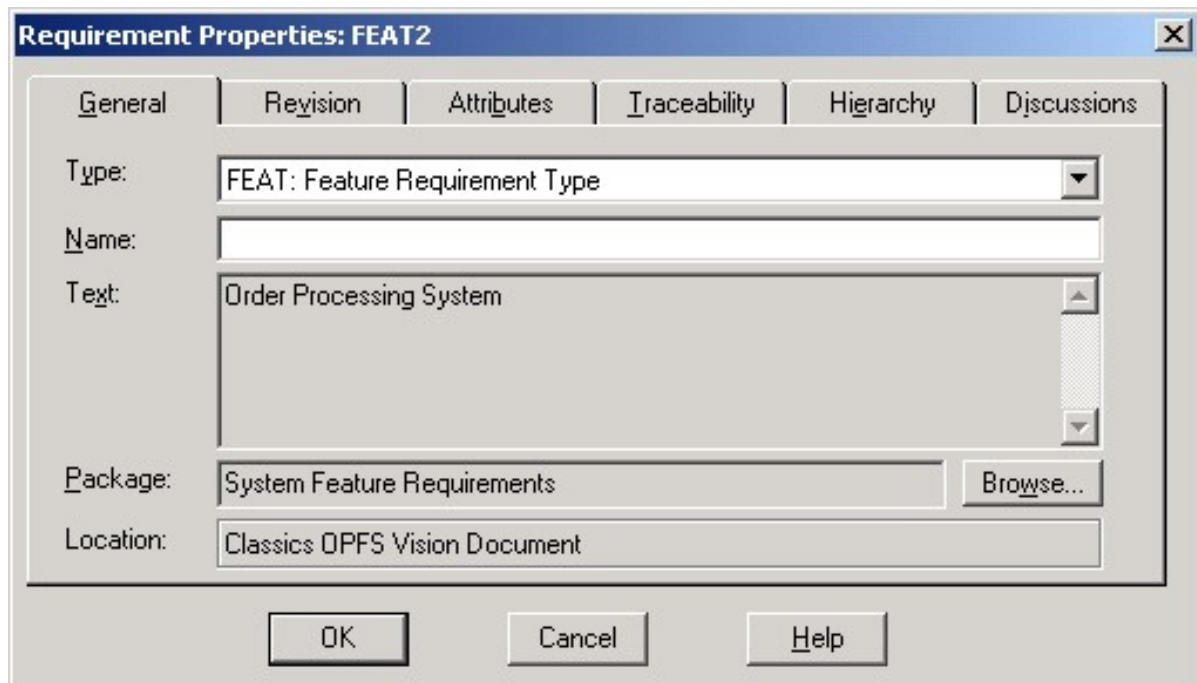 Requirement Properties: FEAT2
General Revision Attributes Traceability Hierarchy Discussions
Type: FEAT: Feature Requirement Type
Name:
Text: Order Processing System
Package: System Feature Requirements Browse...
Location: Classics OPFS Vision Document
OK Cancel Help